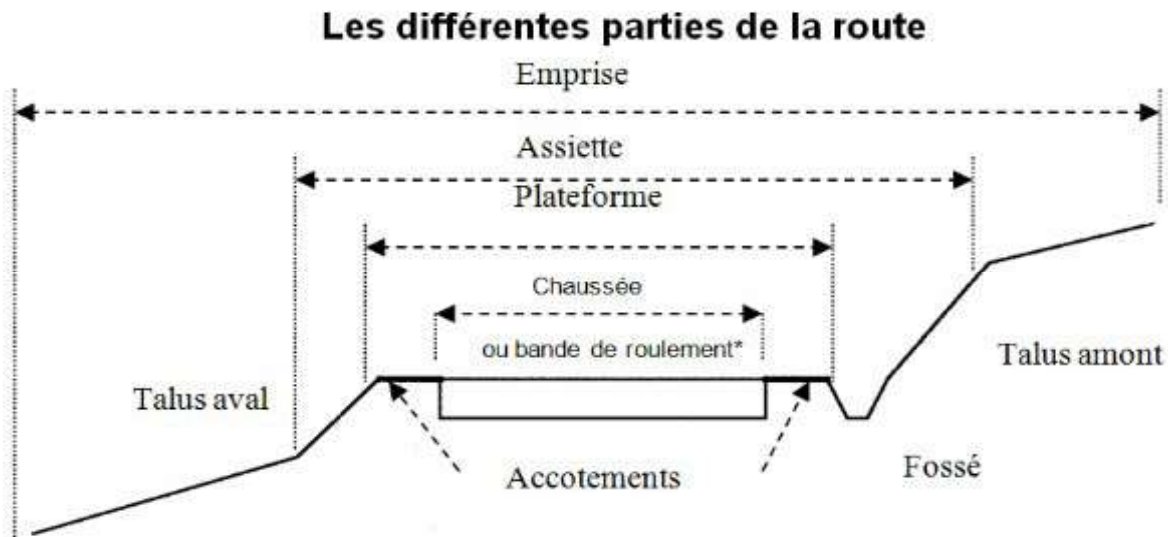 Les différentes parties de la route
Emprise
Assiette
Plateforme
Chaussée
ou bande de roulement*
Talus amont
Talus aval
Fossé
Accotements